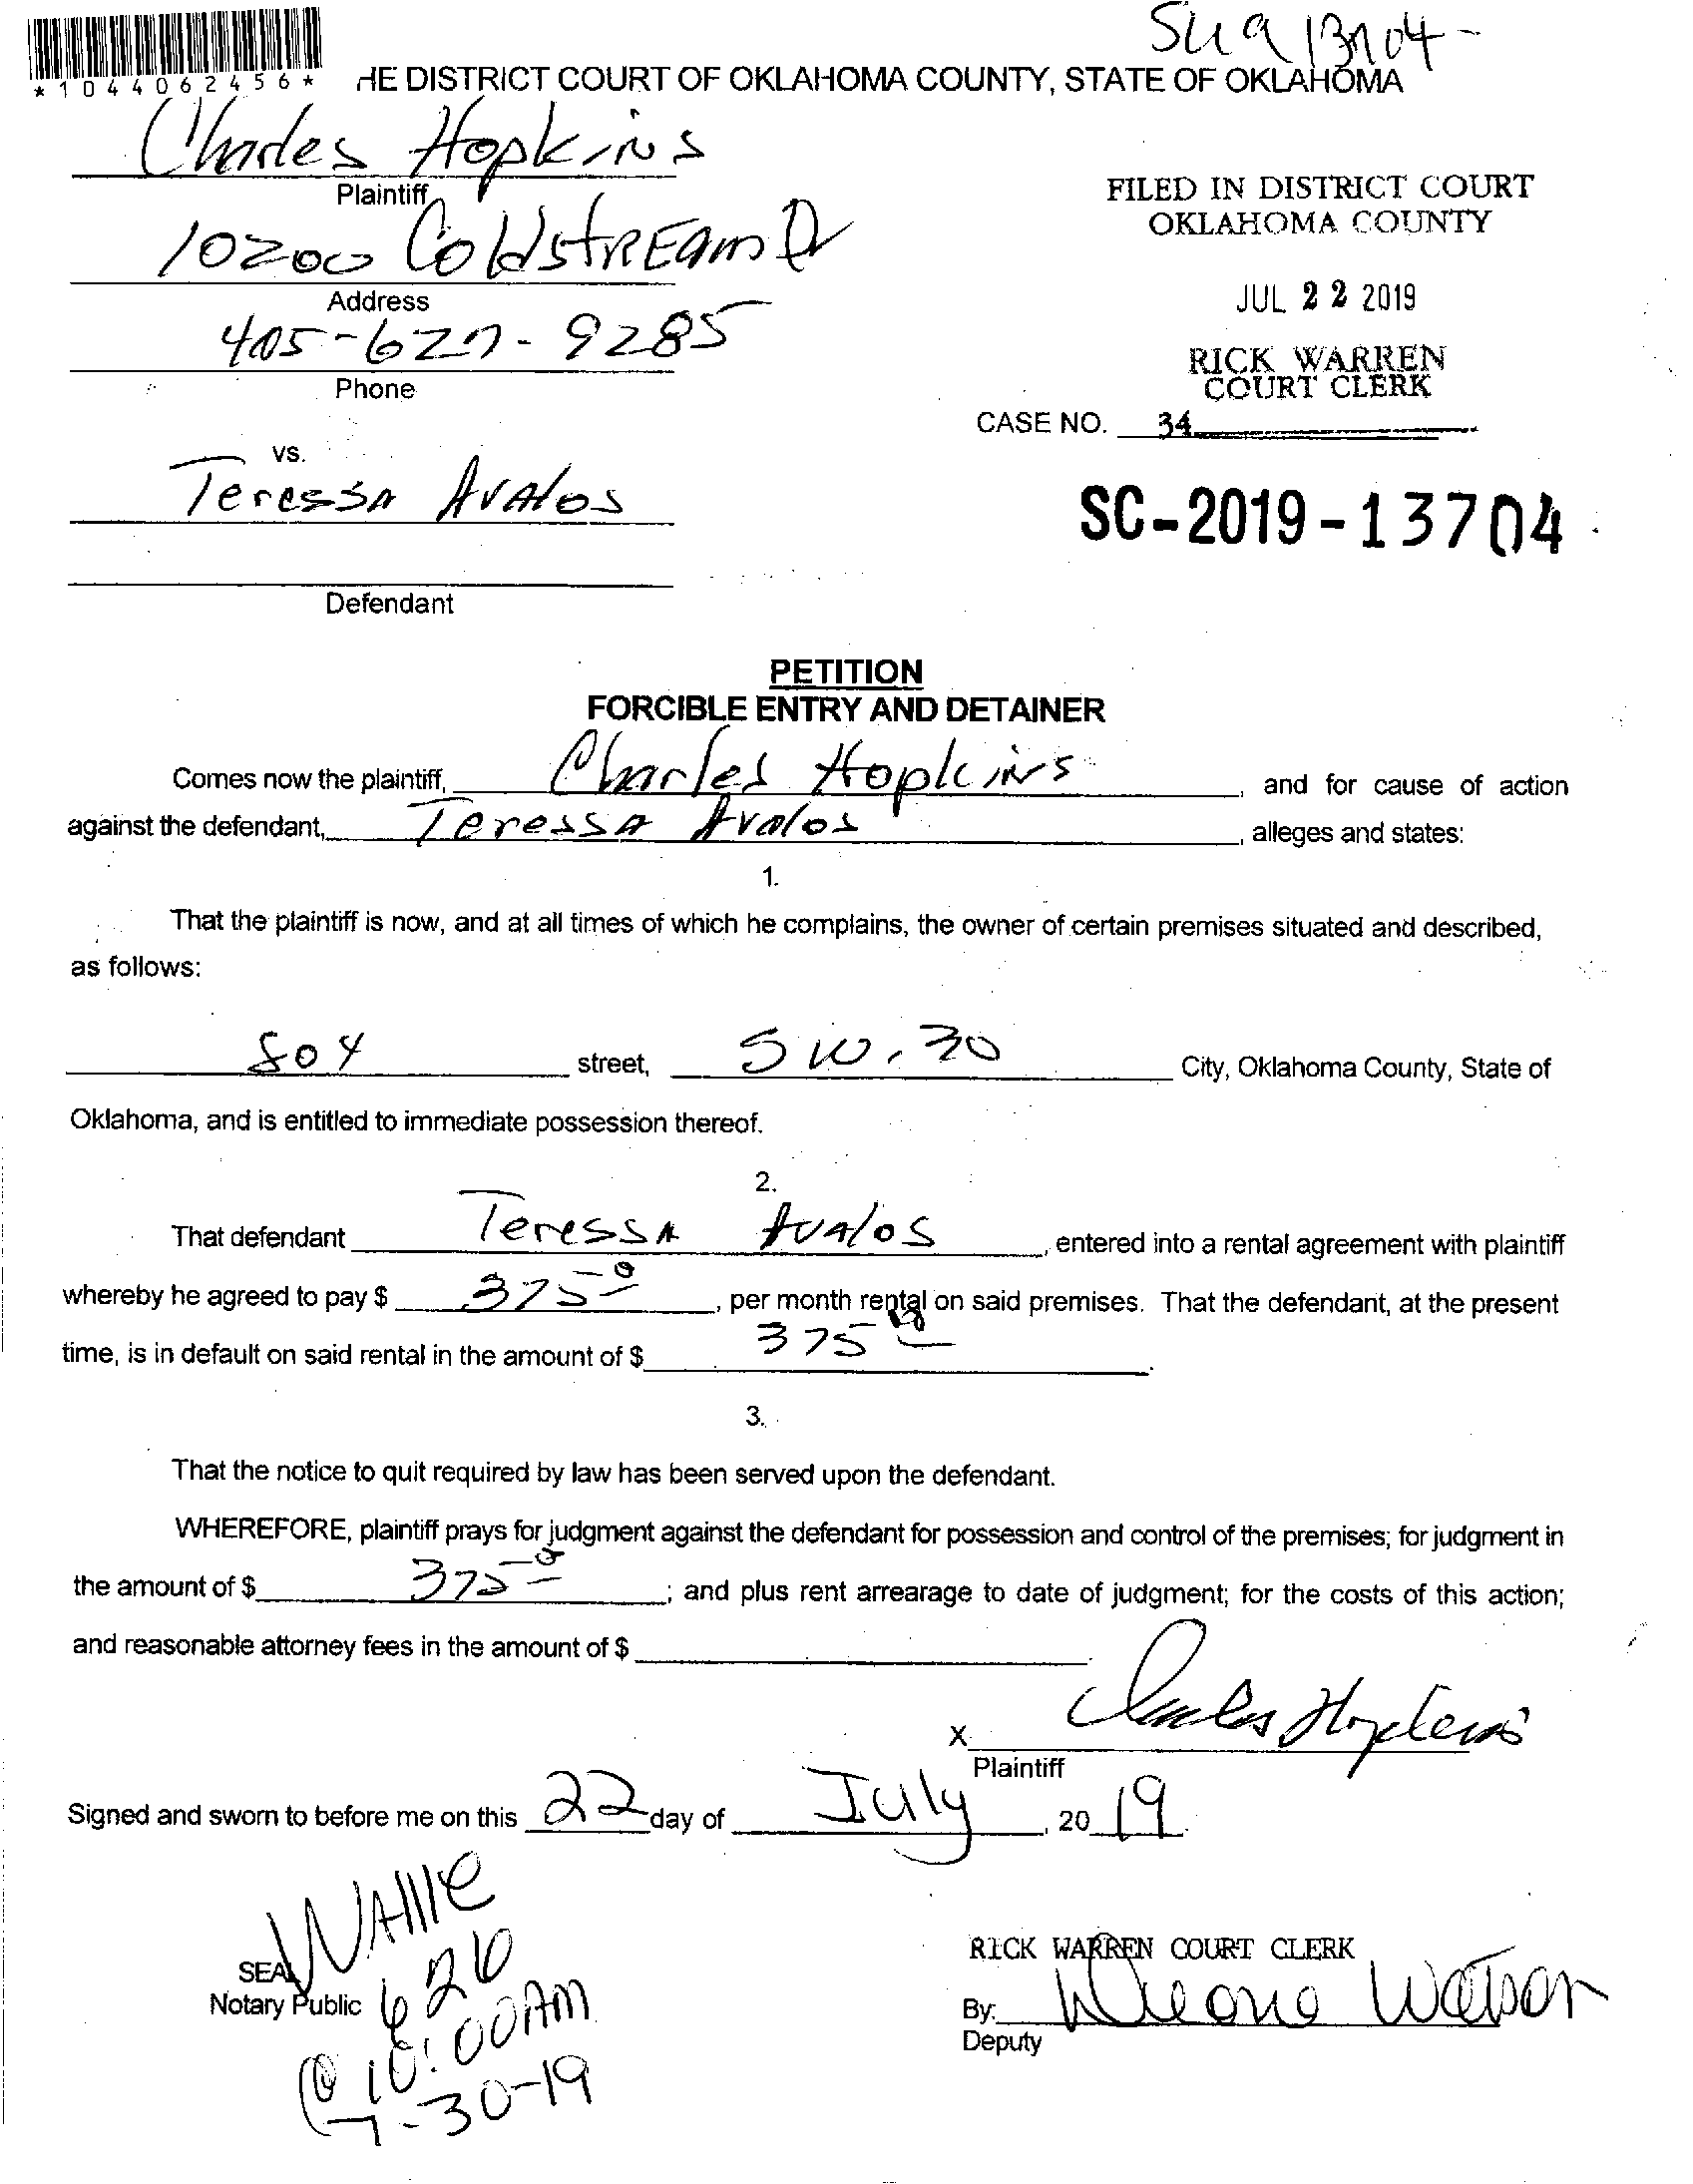 *1044062456*
HE DISTRICT COURT OF OKLAHOMA COUNTY, STATE OF OKLAHOMA
Charles Hopkins
Plaintiff
10200 Coldstream Dr
Address
405-627-9285
Phone
vs.
Teressa Avalos
Defendant
FILED IN DISTRICT COURT
OKLAHOMA COUNTY
JUL 22 2019
RICK WARREN
COURT CLERK
CASE NO. 34
SC-2019-13704
PETITION
FORCIBLE ENTRY AND DETAINER
Comes now the plaintiff, Charles Hopkins, and for cause of action
against the defendant, Teressa Avalos, alleges and states:
1.
That the plaintiff is now, and at all times of which he complains, the owner of certain premises situated and described,
as follows:
804 street, SW. 30 City, Oklahoma County, State of
Oklahoma, and is entitled to immediate possession thereof.
2.
That defendant Teressa Avalos, entered into a rental agreement with plaintiff
whereby he agreed to pay $ 375, per month rental on said premises. That the defendant, at the present
time, is in default on said rental in the amount of $ 375.
3.
That the notice to quit required by law has been served upon the defendant.
WHEREFORE, plaintiff prays for judgment against the defendant for possession and control of the premises; for judgment in
the amount of $ 375; and plus rent arrearage to date of judgment; for the costs of this action;
and reasonable attorney fees in the amount of $
X Charles Hopkins
Plaintiff
Signed and sworn to before me on this 22 day of July, 2019
SEAL
Notary Public
WALLIE
626
@ 10:00AM
7-30-19
RICK WARREN COURT CLERK
By: Watson
Deputy